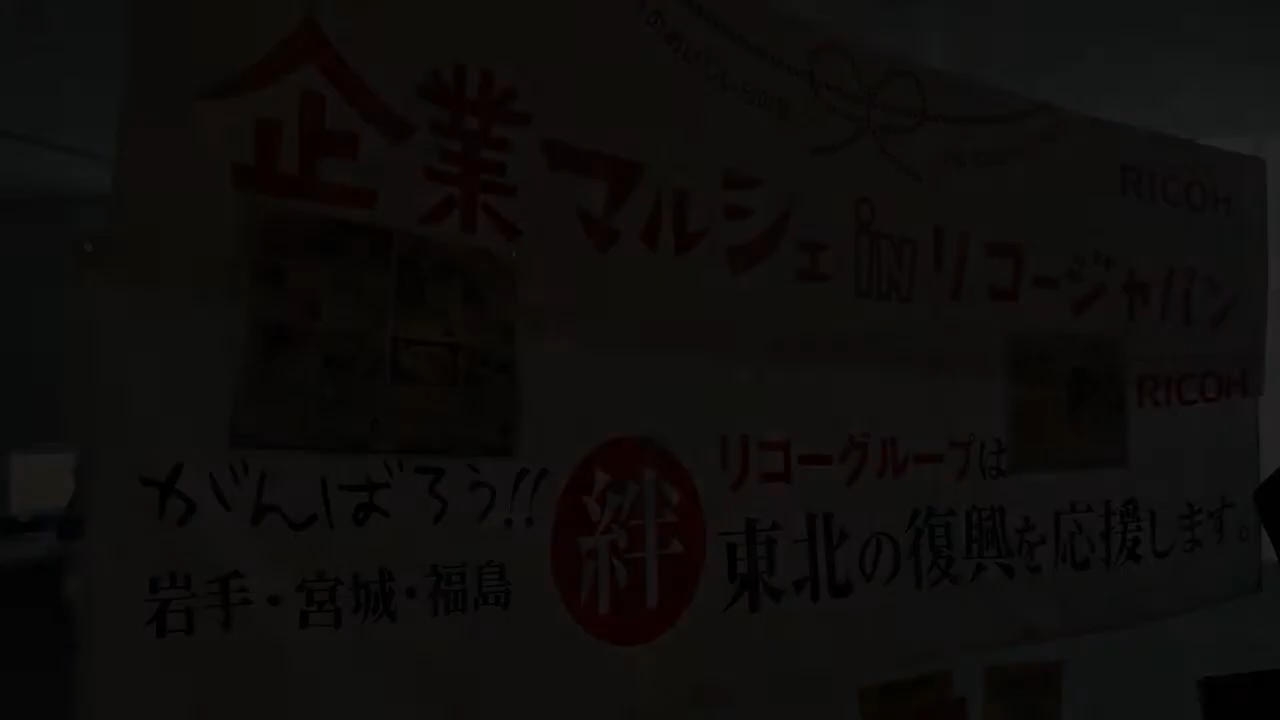 RICOH
企業マルシェ in リコージャパン
RICOH
がんばろう!!
岩手・宮城・福島
絆
リコーグループは
東北の復興を応援します。